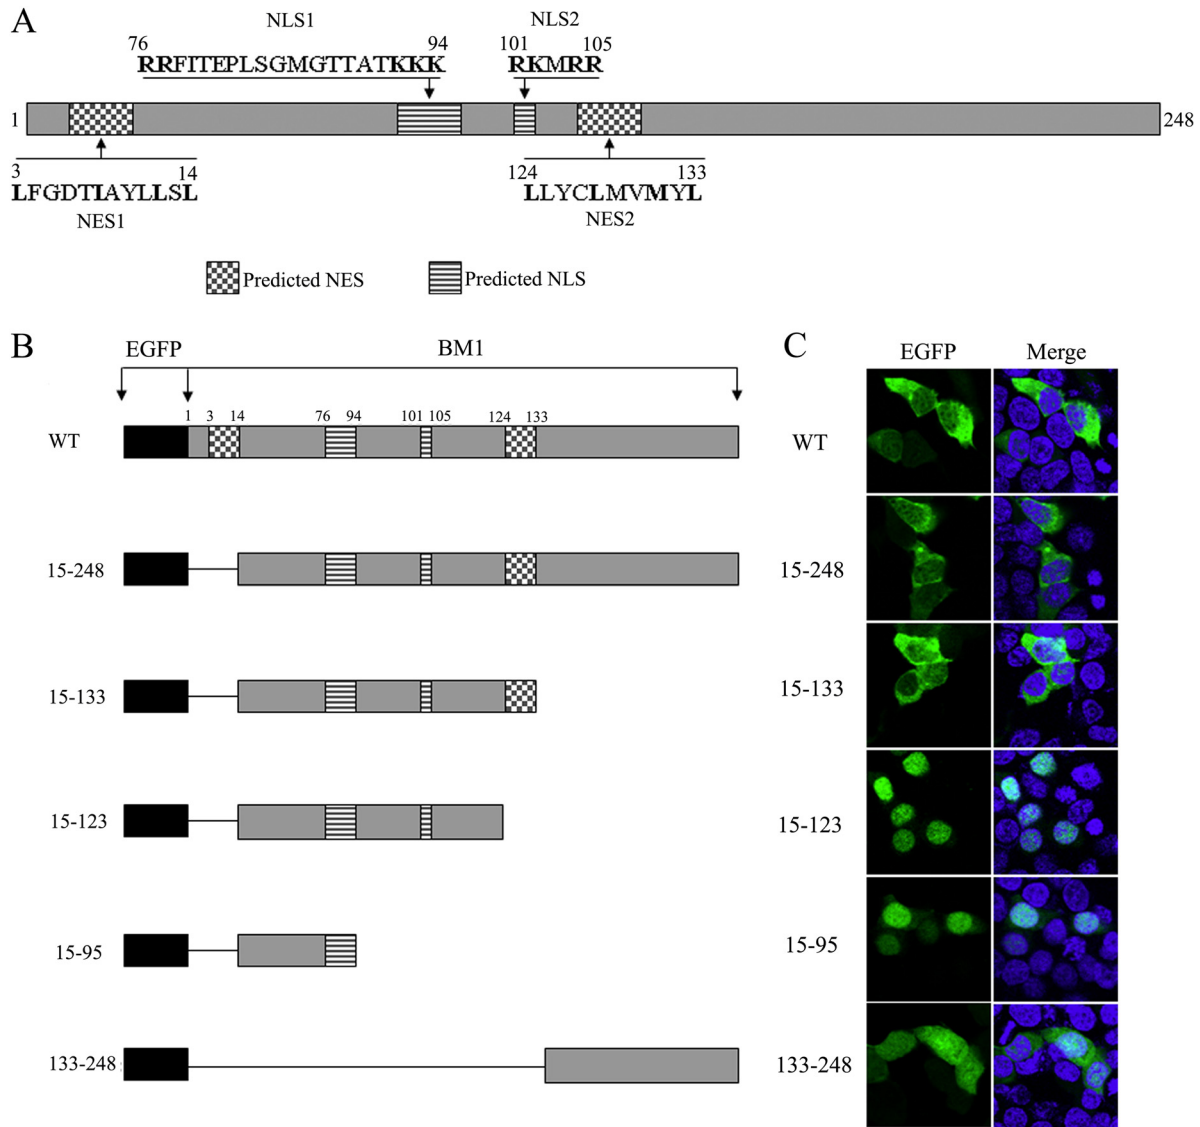 A
NLS1
NLS2
76 94
101 105
RRFITEPLSGMGTTATKKK
RKMRR
1
248
3 14
124 133
LFGDTIAYLLSL
LLYCLMVMYL
NES1
NES2
Predicted NES
Predicted NLS
B
EGFP
BM1
1 3 14 76 94 101 105 124 133
WT
15-248
15-133
15-123
15-95
133-248
C
EGFP
Merge
WT
15-248
15-133
15-123
15-95
133-248